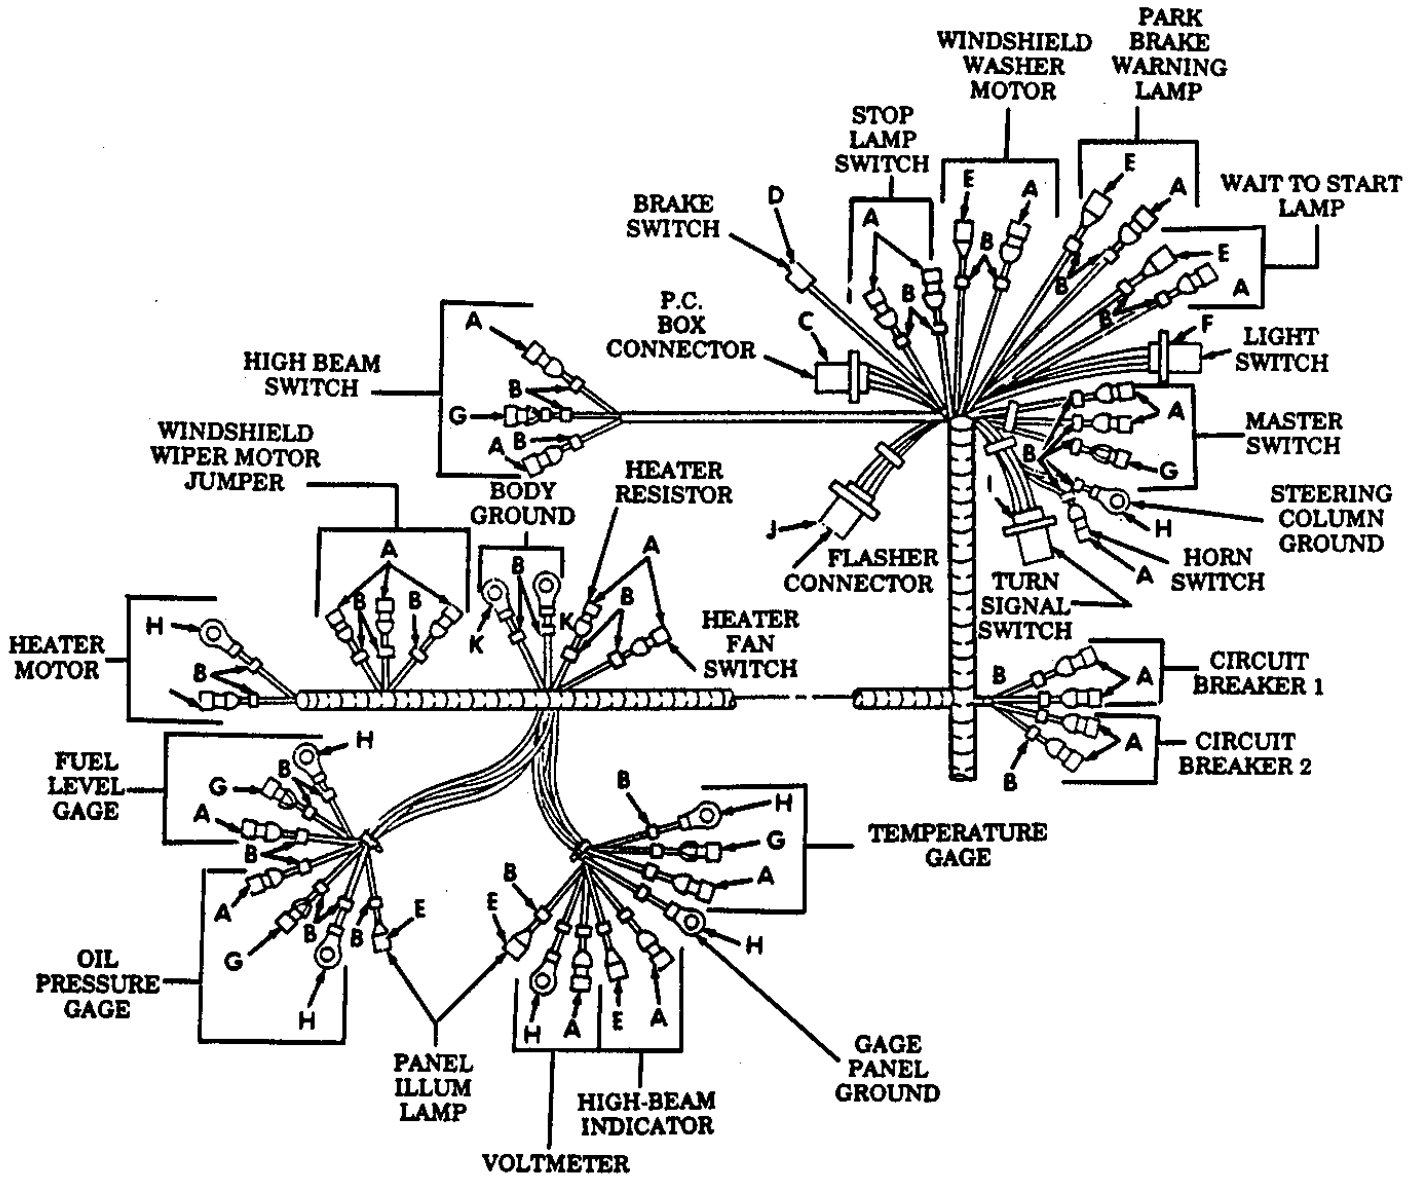 PARK
BRAKE
WARNING
LAMP
WINDSHIELD
WASHER
MOTOR
STOP
LAMP
SWITCH
E
A
E
A
WAIT TO START
LAMP
D
BRAKE
SWITCH
A
B
B
E
A
B
B
P.C.
BOX
CONNECTOR
C
F
LIGHT
SWITCH
A
HIGH BEAM
SWITCH
B
G
A
B
A
MASTER
SWITCH
B
G
WINDSHIELD
WIPER MOTOR
JUMPER
HEATER
RESISTOR
BODY
GROUND
I
J
FLASHER
CONNECTOR
H
STEERING
COLUMN
GROUND
HORN
SWITCH
A
TURN
SIGNAL
SWITCH
A
B
B
B
A
B
K
K
HEATER
FAN
SWITCH
H
HEATER
MOTOR
B
B
A
CIRCUIT
BREAKER 1
A
CIRCUIT
BREAKER 2
B
H
FUEL
LEVEL
GAGE
G
B
A
B
B
H
G
A
TEMPERATURE
GAGE
A
G
B
B
H
E
OIL
PRESSURE
GAGE
B
E
H
A
E
A
H
PANEL
ILLUM
LAMP
GAGE
PANEL
GROUND
HIGH-BEAM
INDICATOR
VOLTMETER